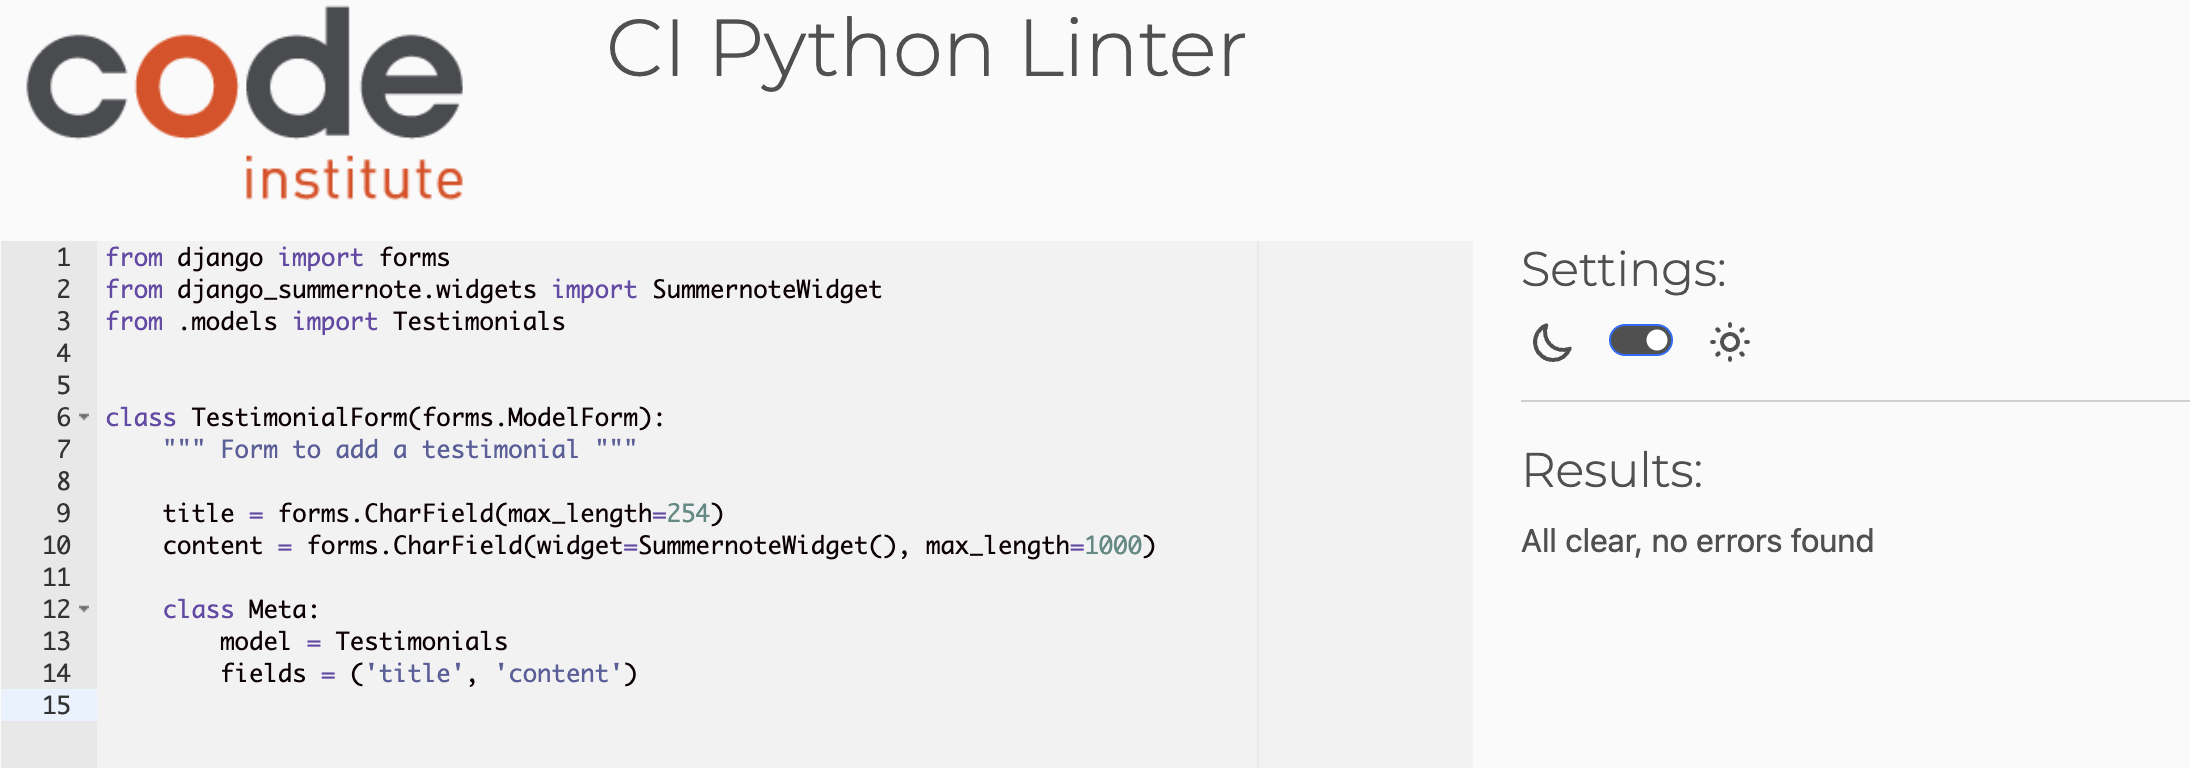 code
institute
CI Python Linter
1 from django import forms
2 from django_summernote.widgets import SummernoteWidget
3 from .models import Testimonials
4
5
6 class TestimonialForm(forms.ModelForm):
7     """ Form to add a testimonial """
8
9     title = forms.CharField(max_length=254)
10     content = forms.CharField(widget=SummernoteWidget(), max_length=1000)
11
12     class Meta:
13         model = Testimonials
14         fields = ('title', 'content')
15
Settings:
Results:
All clear, no errors found